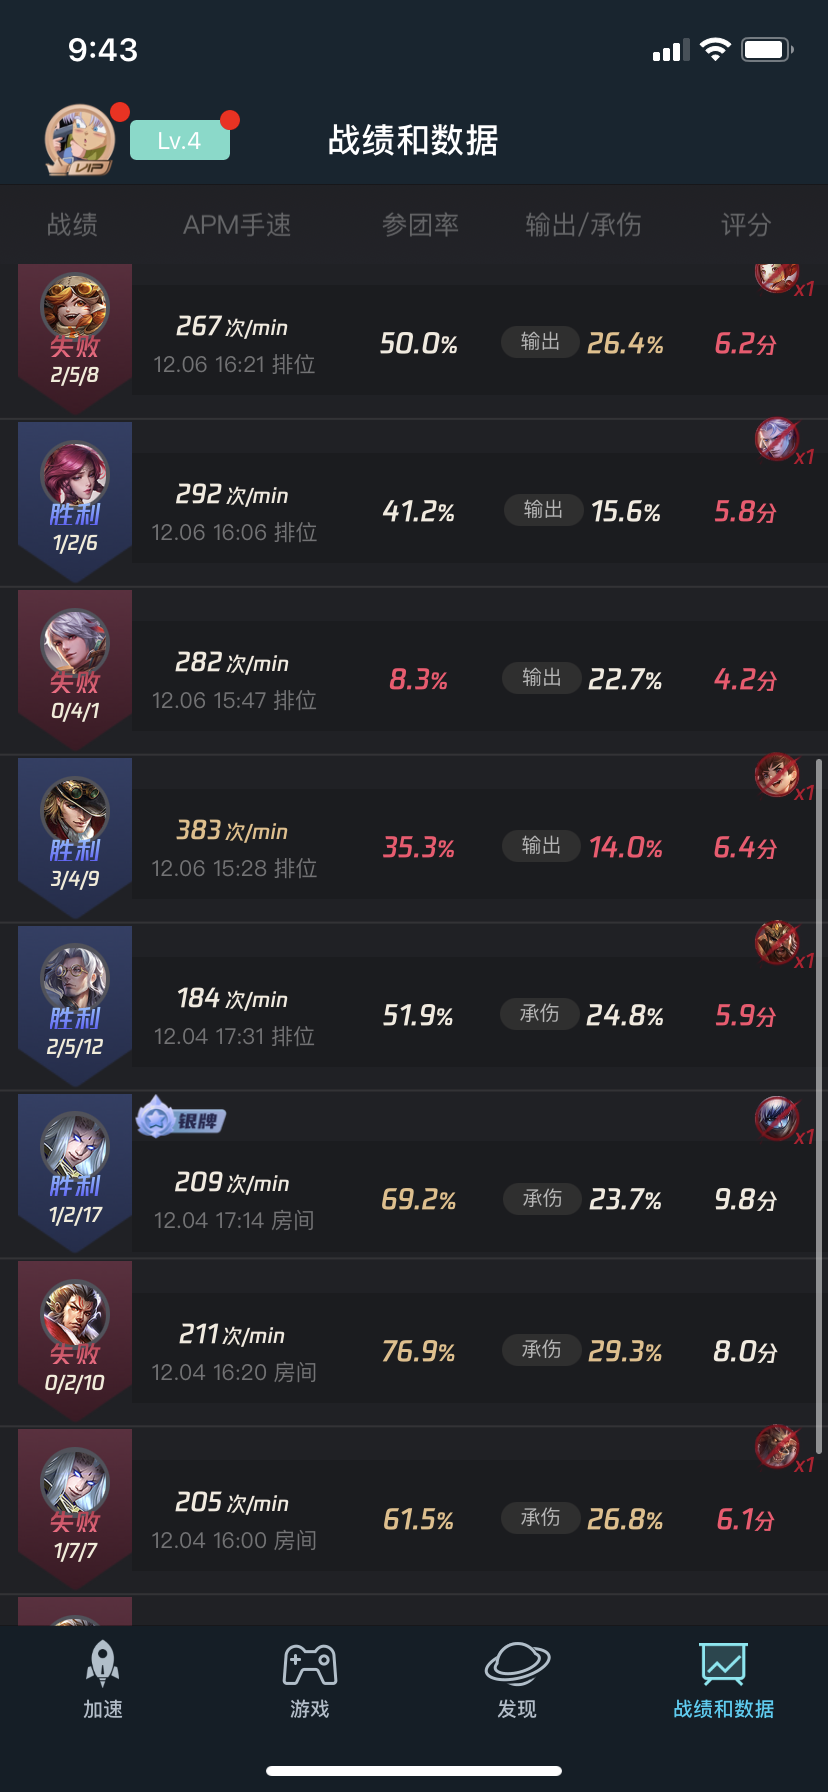 9:43
VIP
Lv.4
战绩和数据
战绩 APM手速 参团率 输出/承伤 评分
x1
失败
2/5/8
267次/min
12.06 16:21 排位
50.0%
输出 26.4%
6.2分
x1
胜利
1/2/6
292次/min
12.06 16:06 排位
41.2%
输出 15.6%
5.8分
失败
0/4/1
282次/min
12.06 15:47 排位
8.3%
输出 22.7%
4.2分
x1
胜利
3/4/9
383次/min
12.06 15:28 排位
35.3%
输出 14.0%
6.4分
x1
胜利
2/5/12
184次/min
12.04 17:31 排位
51.9%
承伤 24.8%
5.9分
银牌
x1
胜利
1/2/17
209次/min
12.04 17:14 房间
69.2%
承伤 23.7%
9.8分
失败
0/2/10
211次/min
12.04 16:20 房间
76.9%
承伤 29.3%
8.0分
x1
失败
1/7/7
205次/min
12.04 16:00 房间
61.5%
承伤 26.8%
6.1分
加速 游戏 发现 战绩和数据